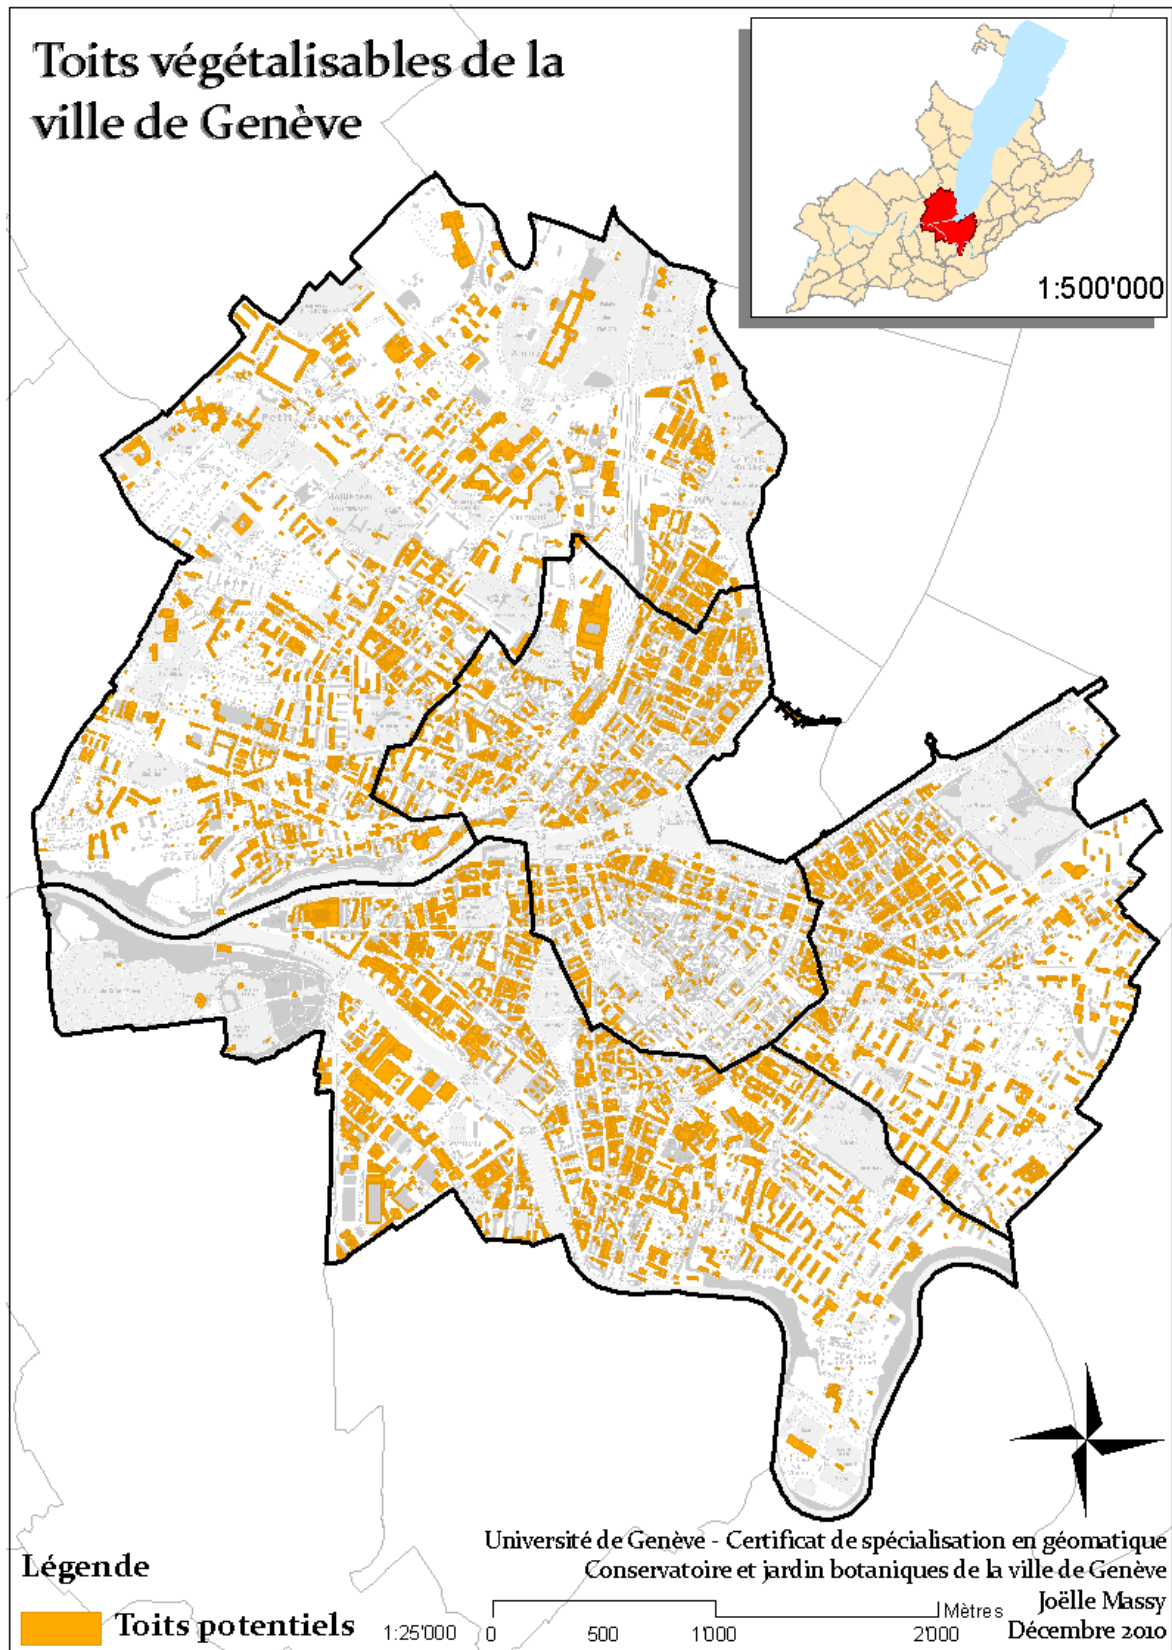 Toits végétalisables de la
ville de Genève
1:500'000
Université de Genève - Certificat de spécialisation en géomatique
Conservatoire et jardin botaniques de la ville de Genève
Joëlle Massy
Décembre 2010
Légende
Toits potentiels
1:25'000
0
500
1'000
2'000
Mètres